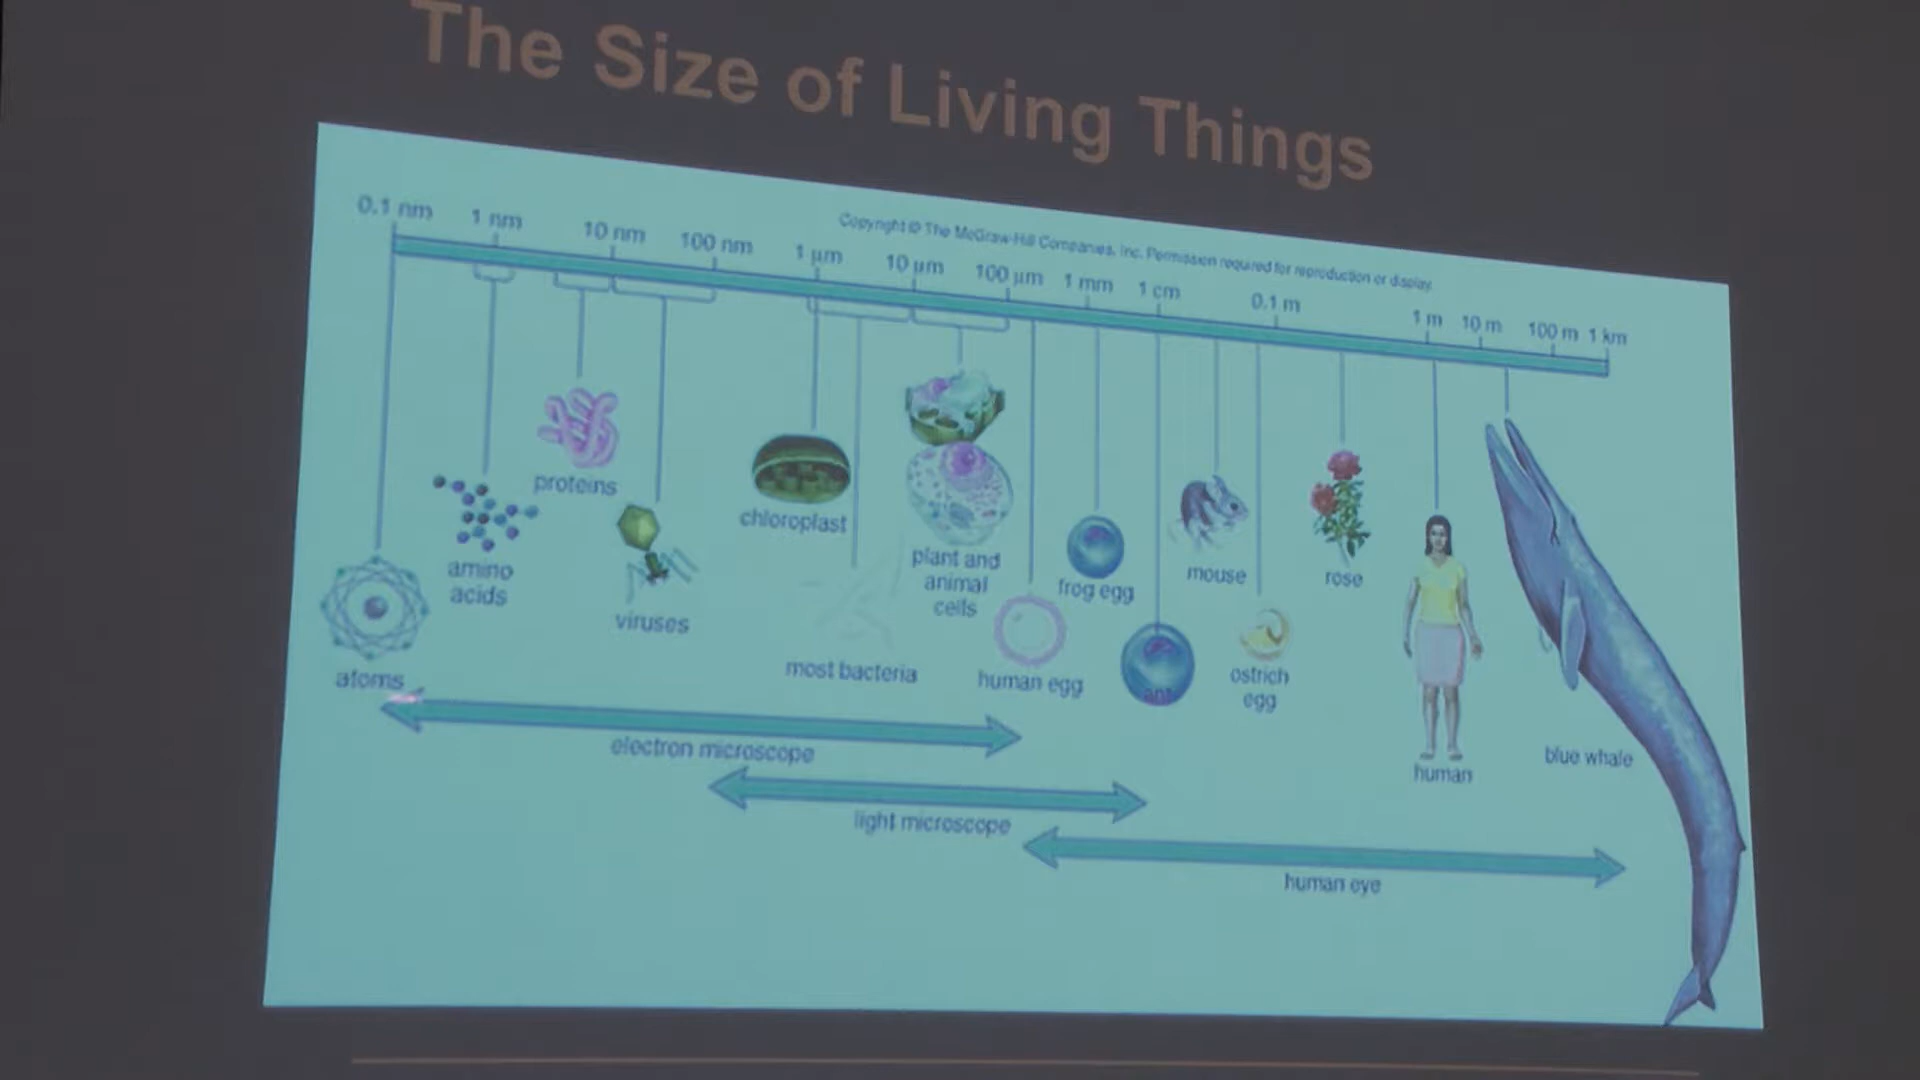 The Size of Living Things
Copyright © The McGraw-Hill Companies, Inc. Permission required for reproduction or display.
0.1 nm
1 nm
10 nm
100 nm
1 µm
10 µm
100 µm
1 mm
1 cm
0.1 m
1 m
10 m
100 m
1 km
atoms
amino
acids
proteins
viruses
chloroplast
most bacteria
plant and
animal
cells
human egg
frog egg
ant
mouse
ostrich
egg
rose
human
blue whale
electron microscope
light microscope
human eye